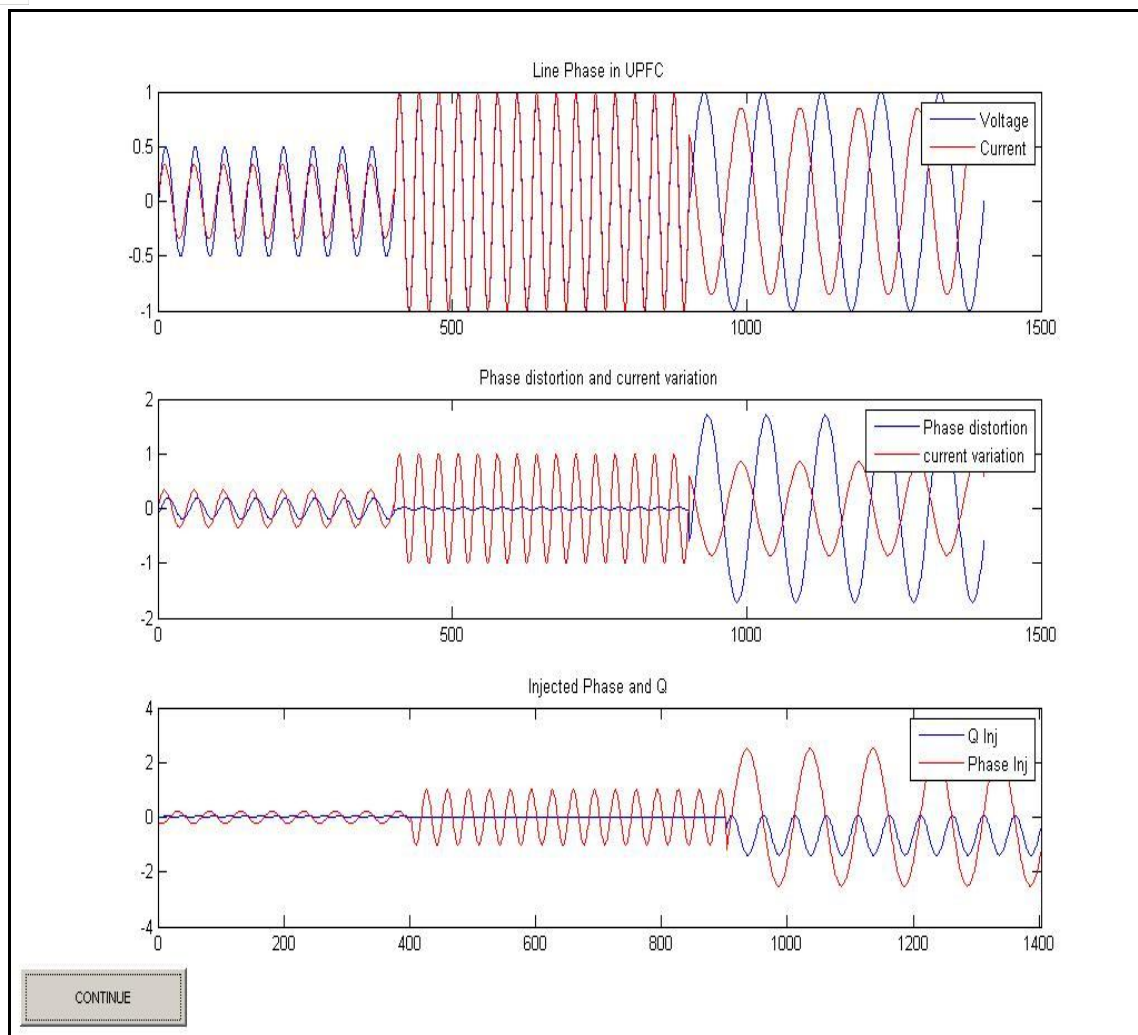 Line Phase in UPFC
1
0.5
0
-0.5
-1
0 500 1000 1500
Voltage
Current
Phase distortion and current variation
2
1
0
-1
-2
0 500 1000 1500
Phase distortion
current variation
Injected Phase and Q
4
2
0
-2
-4
0 200 400 600 800 1000 1200 1400
Q Inj
Phase Inj
CONTINUE